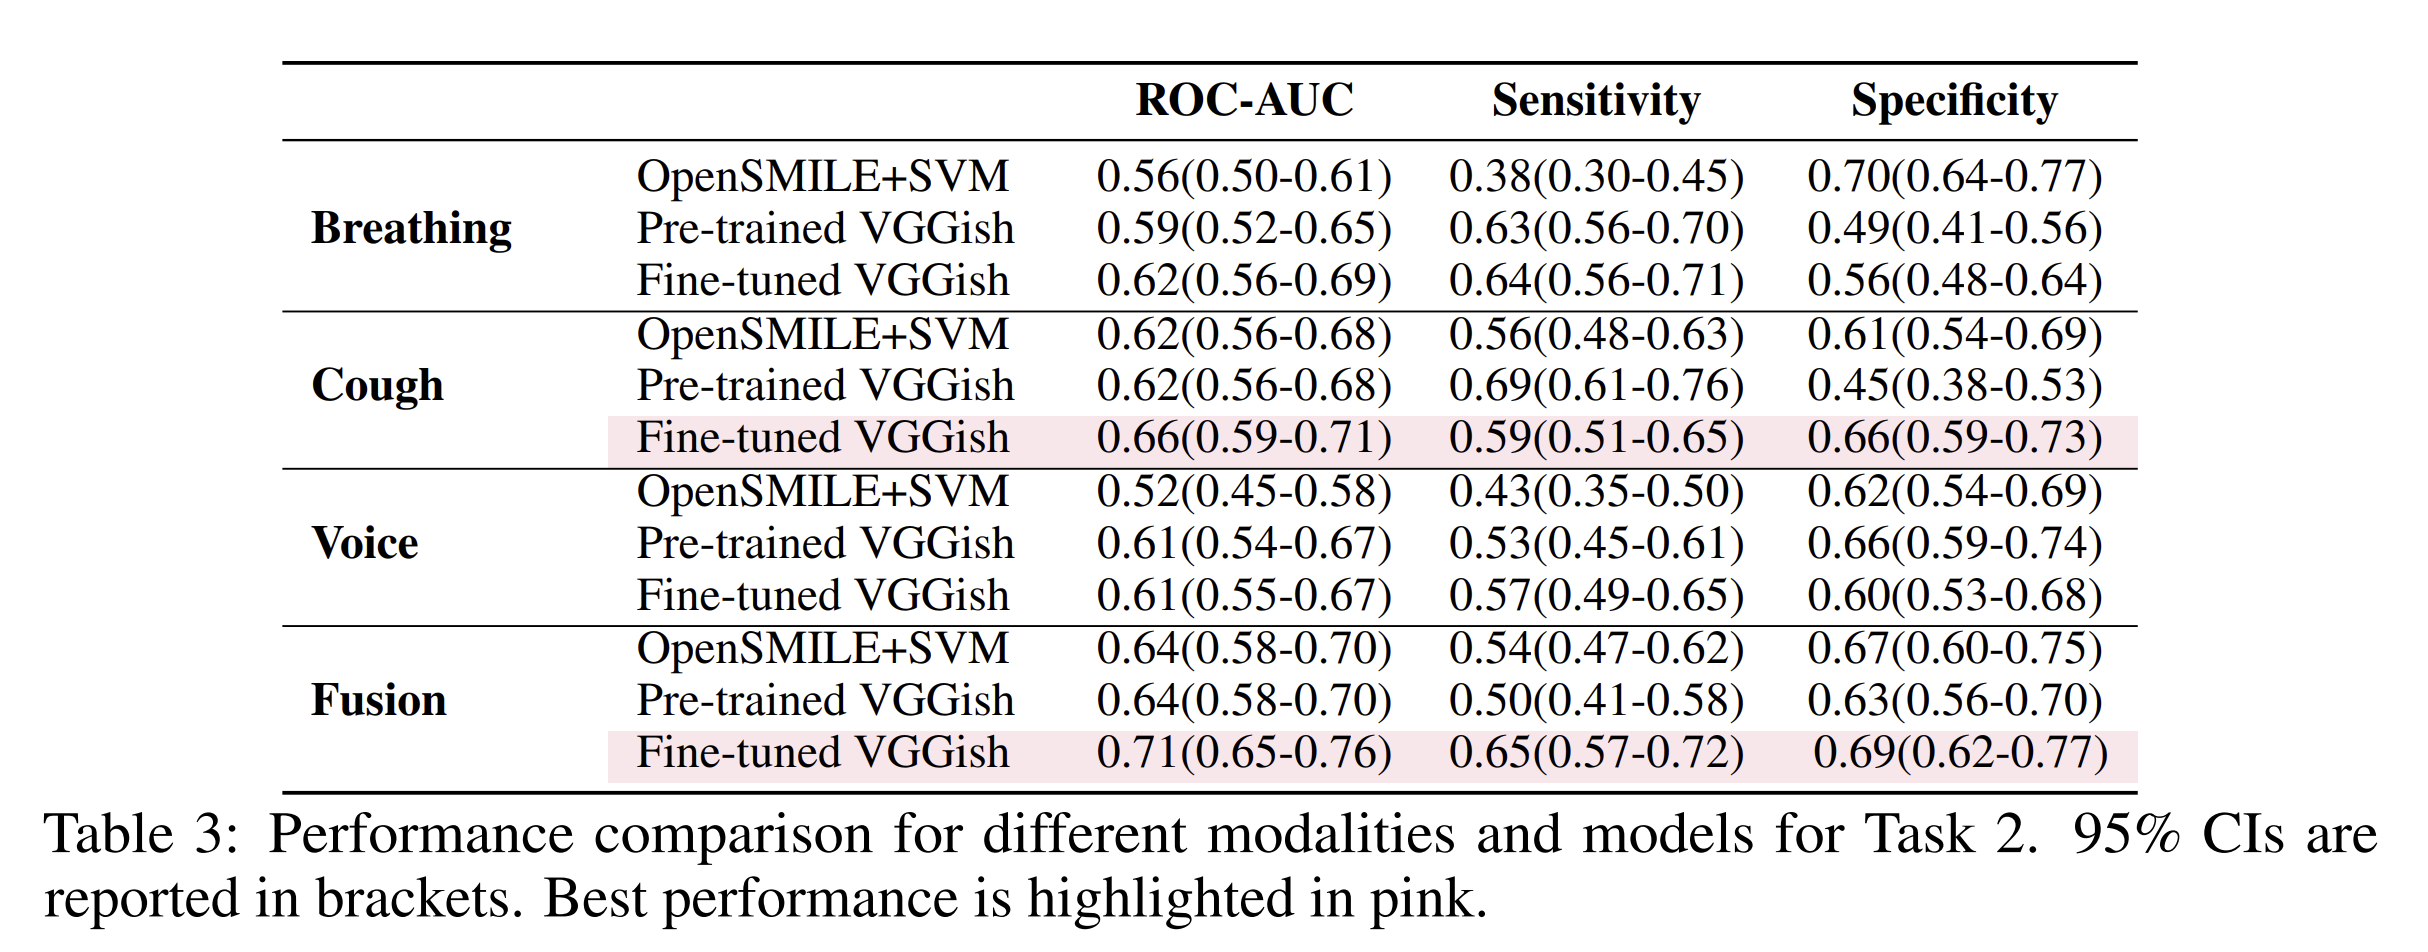 ROC-AUC Sensitivity Specificity
OpenSMILE+SVM 0.56(0.50-0.61) 0.38(0.30-0.45) 0.70(0.64-0.77)
Breathing Pre-trained VGGish 0.59(0.52-0.65) 0.63(0.56-0.70) 0.49(0.41-0.56)
Fine-tuned VGGish 0.62(0.56-0.69) 0.64(0.56-0.71) 0.56(0.48-0.64)
OpenSMILE+SVM 0.62(0.56-0.68) 0.56(0.48-0.63) 0.61(0.54-0.69)
Cough Pre-trained VGGish 0.62(0.56-0.68) 0.69(0.61-0.76) 0.45(0.38-0.53)
Fine-tuned VGGish 0.66(0.59-0.71) 0.59(0.51-0.65) 0.66(0.59-0.73)
OpenSMILE+SVM 0.52(0.45-0.58) 0.43(0.35-0.50) 0.62(0.54-0.69)
Voice Pre-trained VGGish 0.61(0.54-0.67) 0.53(0.45-0.61) 0.66(0.59-0.74)
Fine-tuned VGGish 0.61(0.55-0.67) 0.57(0.49-0.65) 0.60(0.53-0.68)
OpenSMILE+SVM 0.64(0.58-0.70) 0.54(0.47-0.62) 0.67(0.60-0.75)
Fusion Pre-trained VGGish 0.64(0.58-0.70) 0.50(0.41-0.58) 0.63(0.56-0.70)
Fine-tuned VGGish 0.71(0.65-0.76) 0.65(0.57-0.72) 0.69(0.62-0.77)
Table 3: Performance comparison for different modalities and models for Task 2. 95% CIs are
reported in brackets. Best performance is highlighted in pink.